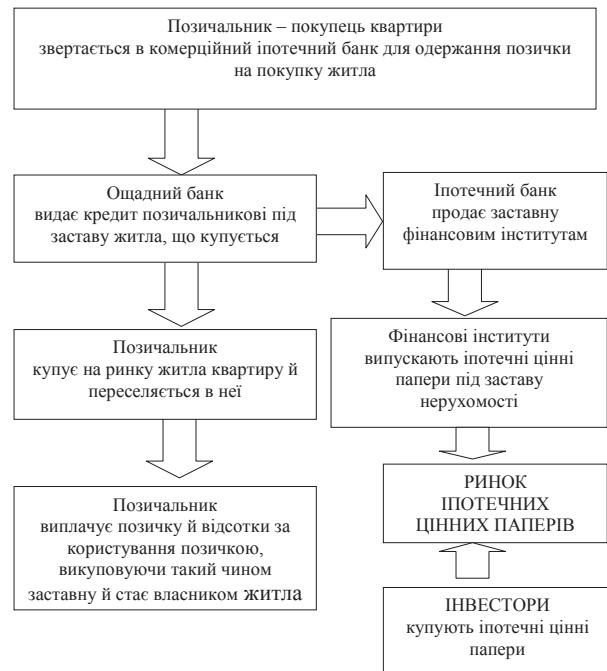 Позичальник – покупець квартири
звертається в комерційний іпотечний банк для одержання позички
на покупку житла
Ощадний банк
видає кредит позичальникові під
заставу житла, що купується
Іпотечний банк
продає заставну
фінансовим інститутам
Позичальник
купує на ринку житла квартиру й
переселяється в неї
Фінансові інститути
випускають іпотечні цінні
папери під заставу
нерухомості
Позичальник
виплачує позичку й відсотки за
користування позичкою,
викуповуючи такий чином
заставну й стає власником житла
РИНОК
ІПОТЕЧНИХ
ЦІННИХ ПАПЕРІВ
ІНВЕСТОРИ
купують іпотечні цінні
папери